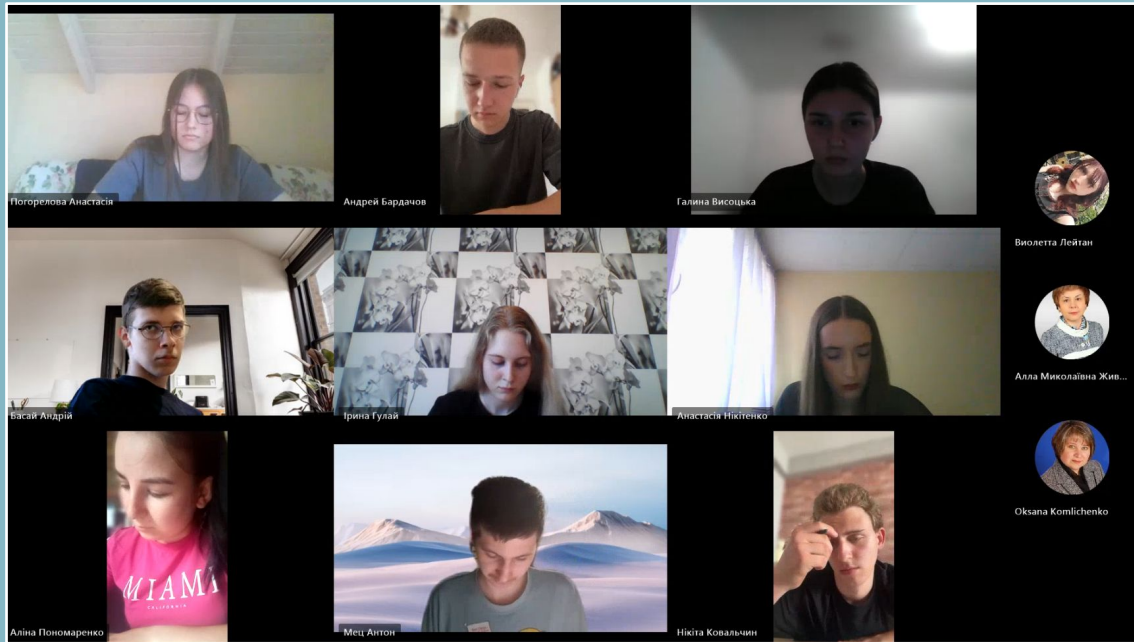 Погорелова Анастасія
Андрей Бардачов
Галина Висоцька
Виолетта Лейтан
Басай Андрій
Ірина Гулай
Анастасія Нікітенко
Алла Миколаївна Жив...
Oksana Komlichenko
MIAMI
CALIFORNIA
Аліна Пономаренко
Мец Антон
Нікіта Ковальчин